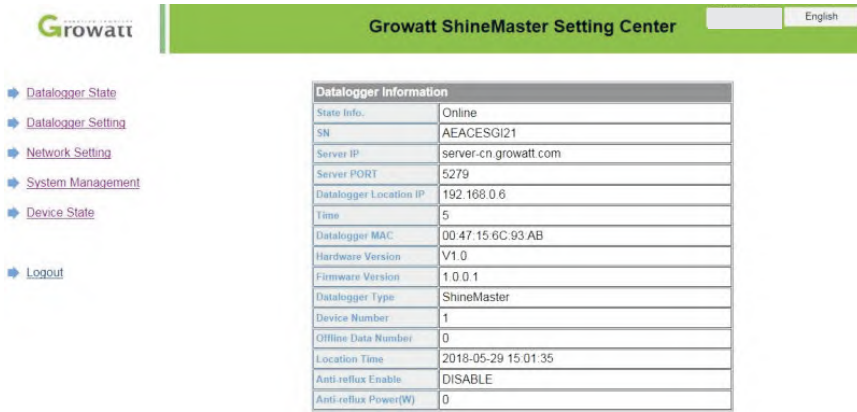 Growatt
Growatt ShineMaster Setting Center
English
Datalogger State
Datalogger Setting
Network Setting
System Management
Device State
Logout
Datalogger Information
State Info. Online
SN AEACESGI21
Server IP server-cn.growatt.com
Server PORT 5279
Datalogger Location IP 192.168.0.6
Time 5
Datalogger MAC 00:47:15:6C:93:AB
Hardware Version V1.0
Firmware Version 1.0.0.1
Datalogger Type ShineMaster
Device Number 1
Offline Data Number 0
Location Time 2018-05-29 15:01:35
Anti-reflux Enable DISABLE
Anti-reflux Power(W) 0